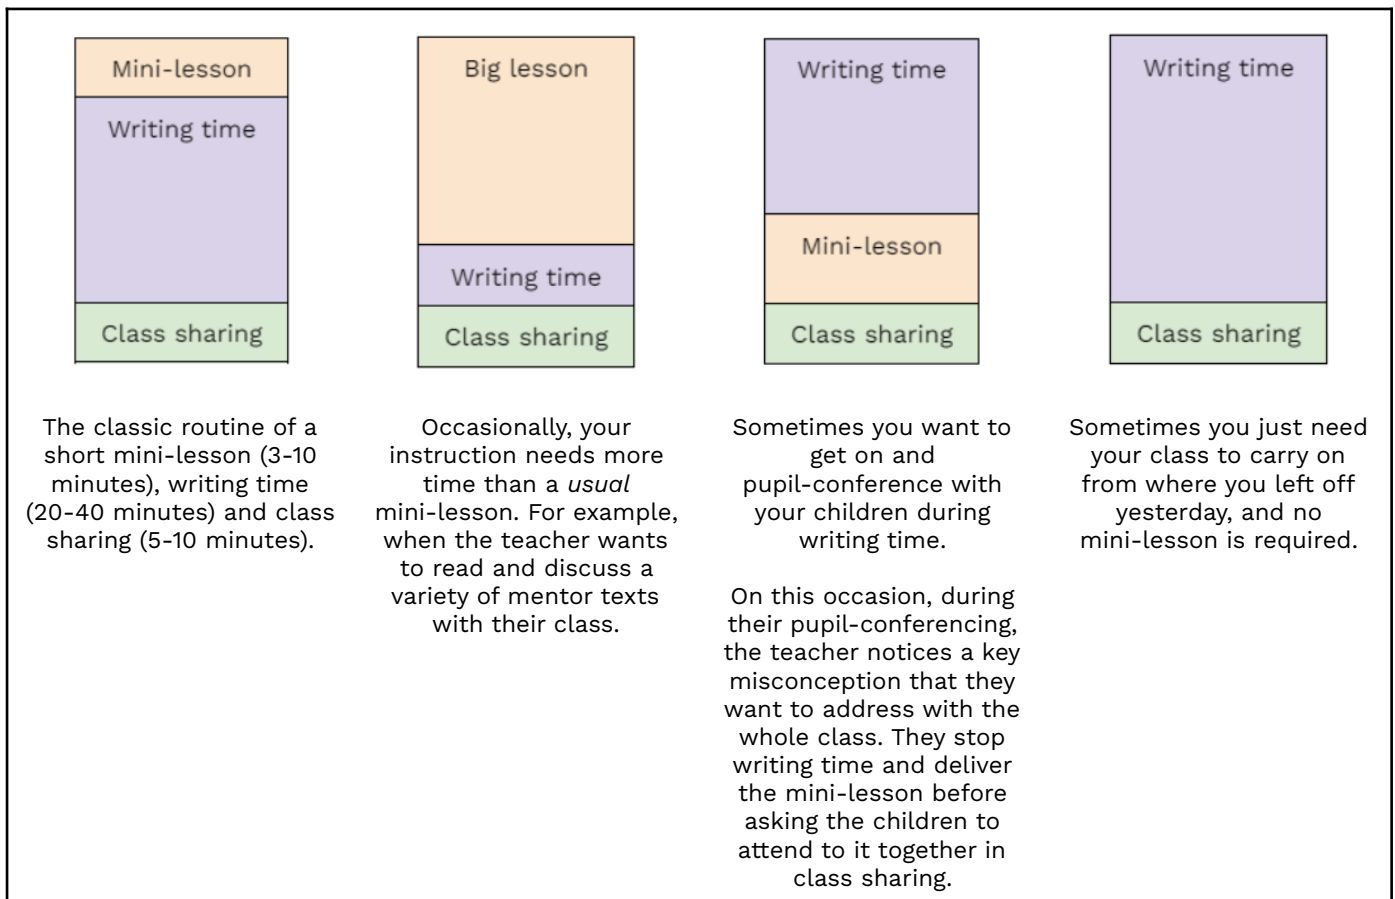 Mini-lesson
Writing time
Class sharing
The classic routine of a
short mini-lesson (3-10
minutes), writing time
(20-40 minutes) and class
sharing (5-10 minutes).
Big lesson
Writing time
Class sharing
Occasionally, your
instruction needs more
time than a usual
mini-lesson. For example,
when the teacher wants
to read and discuss a
variety of mentor texts
with their class.
Writing time
Mini-lesson
Class sharing
Sometimes you want to
get on and
pupil-conference with
your children during
writing time.
On this occasion, during
their pupil-conferencing,
the teacher notices a key
misconception that they
want to address with the
whole class. They stop
writing time and deliver
the mini-lesson before
asking the children to
attend to it together in
class sharing.
Writing time
Class sharing
Sometimes you just need
your class to carry on
from where you left off
yesterday, and no
mini-lesson is required.